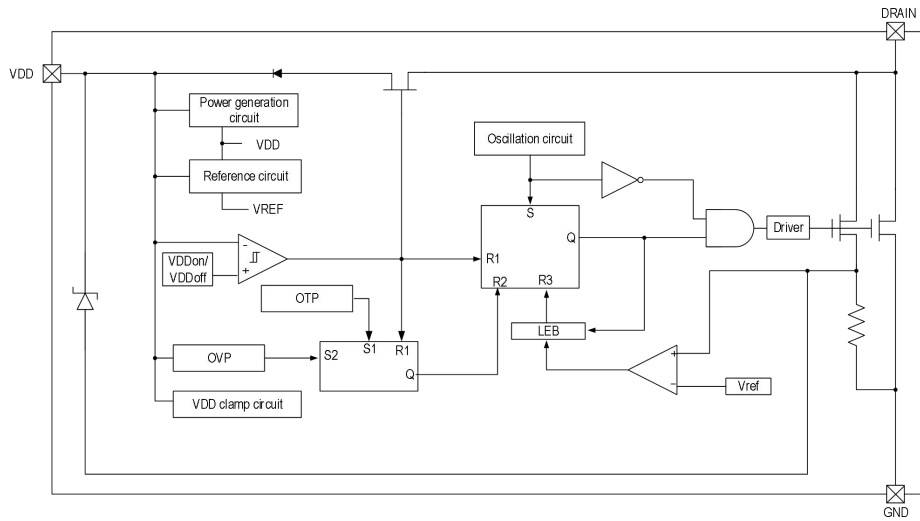 DRAIN
VDD
Power generation
circuit
VDD
Reference circuit
VREF
Oscillation circuit
S
Q
R1
R2
R3
Driver
-
+
VDDon/
VDDoff
OTP
LEB
S1
R1
S2
Q
OVP
+
−
Vref
VDD clamp circuit
GND